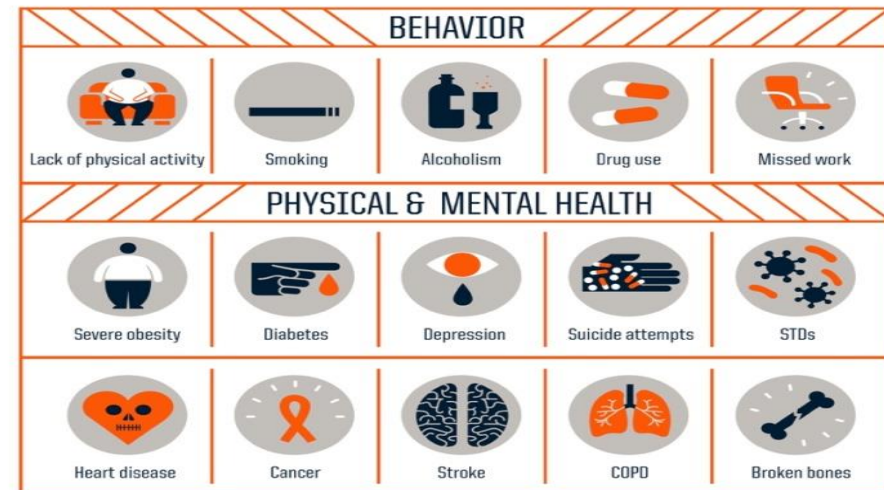 BEHAVIOR
Lack of physical activity
Smoking
Alcoholism
Drug use
Missed work
PHYSICAL & MENTAL HEALTH
Severe obesity
Diabetes
Depression
Suicide attempts
STDs
Heart disease
Cancer
Stroke
COPD
Broken bones